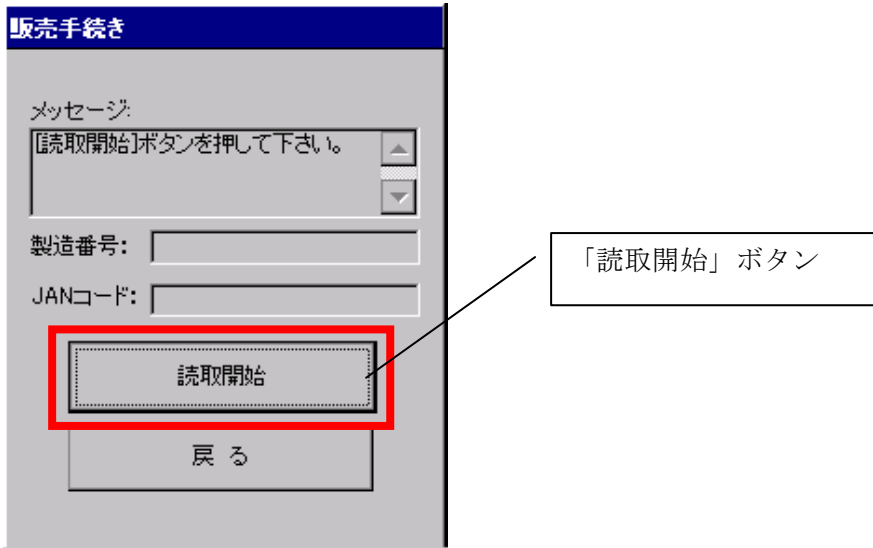 販売手続き
メッセージ:
[読取開始]ボタンを押して下さい。
製造番号:
JANコード:
読取開始
戻る
「読取開始」ボタン